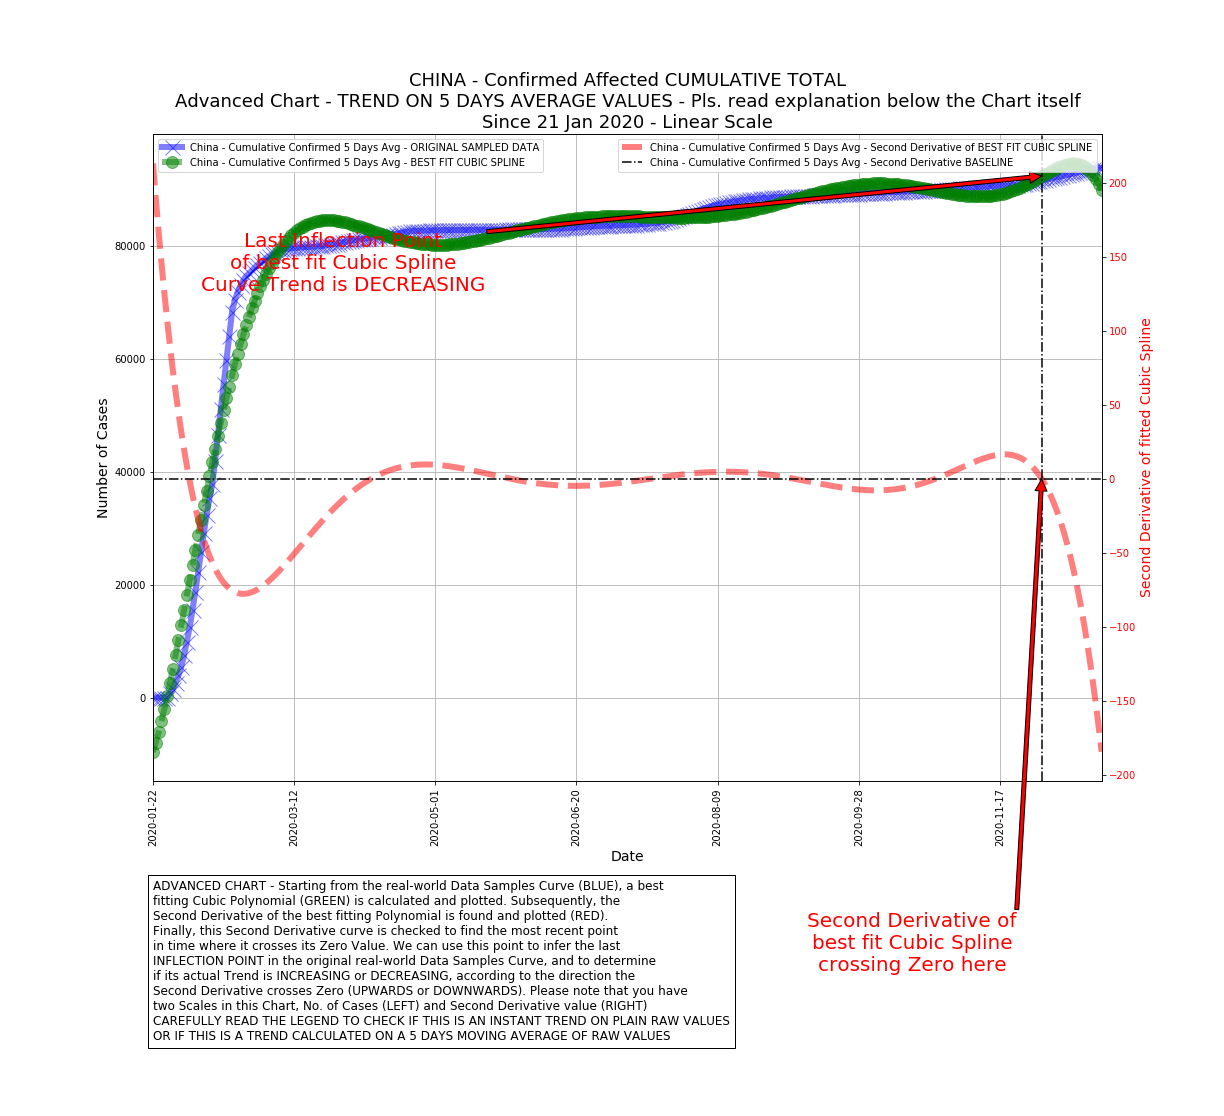 CHINA - Confirmed Affected CUMULATIVE TOTAL
Advanced Chart - TREND ON 5 DAYS AVERAGE VALUES - Pls. read explanation below the Chart itself
Since 21 Jan 2020 - Linear Scale
China - Cumulative Confirmed 5 Days Avg - ORIGINAL SAMPLED DATA
China - Cumulative Confirmed 5 Days Avg - BEST FIT CUBIC SPLINE
China - Cumulative Confirmed 5 Days Avg - Second Derivative of BEST FIT CUBIC SPLINE
China - Cumulative Confirmed 5 Days Avg - Second Derivative BASELINE
Last Inflection Point
of best fit Cubic Spline
Curve Trend is DECREASING
Number of Cases
80000
60000
40000
20000
0
200
150
100
50
0
−50
−100
−150
−200
Second Derivative of fitted Cubic Spline
2020-01-22
2020-03-12
2020-05-01
2020-06-20
2020-08-09
2020-09-28
2020-11-17
Date
Second Derivative of
best fit Cubic Spline
crossing Zero here
ADVANCED CHART - Starting from the real-world Data Samples Curve (BLUE), a best
fitting Cubic Polynomial (GREEN) is calculated and plotted. Subsequently, the
Second Derivative of the best fitting Polynomial is found and plotted (RED).
Finally, this Second Derivative curve is checked to find the most recent point
in time where it crosses its Zero Value. We can use this point to infer the last
INFLECTION POINT in the original real-world Data Samples Curve, and to determine
if its actual Trend is INCREASING or DECREASING, according to the direction the
Second Derivative crosses Zero (UPWARDS or DOWNWARDS). Please note that you have
two Scales in this Chart, No. of Cases (LEFT) and Second Derivative value (RIGHT)
CAREFULLY READ THE LEGEND TO CHECK IF THIS IS AN INSTANT TREND ON PLAIN RAW VALUES
OR IF THIS IS A TREND CALCULATED ON A 5 DAYS MOVING AVERAGE OF RAW VALUES